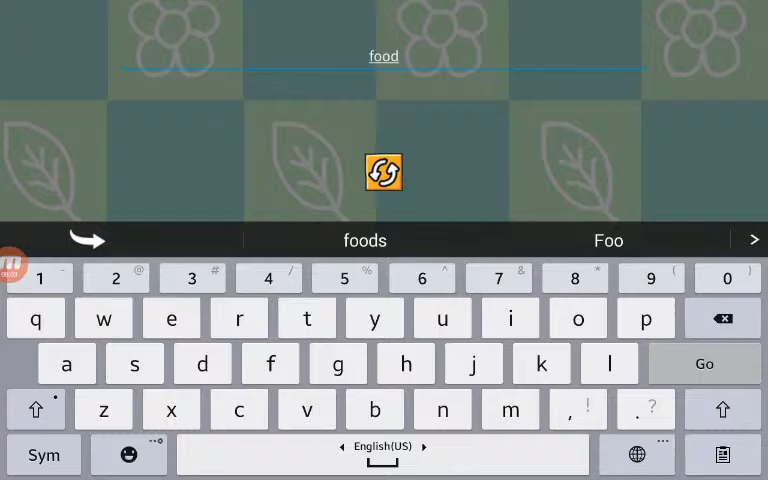 food
foods Foo >
1 - 2 @ 3 # 4 / 5 % 6 ^ 7 & 8 * 9 ( 0 )
q w e r t y u i o p
a s d f g h j k l Go
z x c v b n m , ! . ?
Sym English(US)